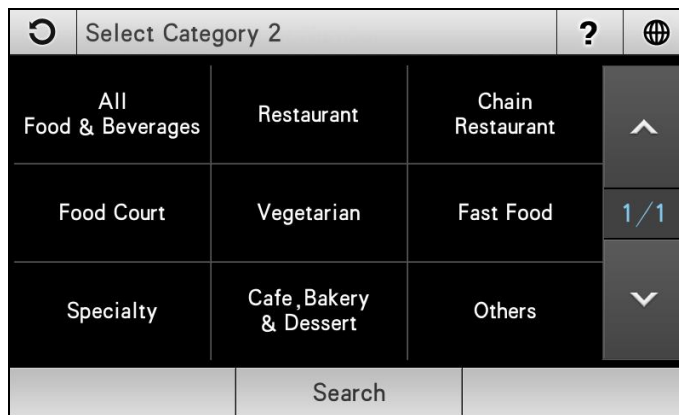 Select Category 2
?
All
Food & Beverages
Restaurant
Chain
Restaurant
Food Court
Vegetarian
Fast Food
1/1
Specialty
Cafe,Bakery
& Dessert
Others
Search